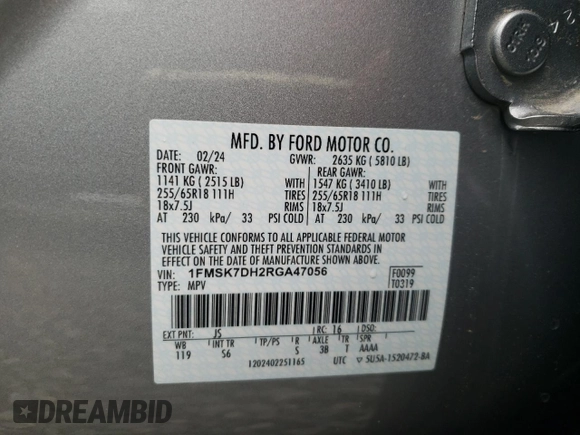 MFD. BY FORD MOTOR CO.
DATE: 02/24 GVWR: 2635 KG ( 5810 LB)
FRONT GAWR: REAR GAWR:
1141 KG ( 2515 LB) WITH 1547 KG ( 3410 LB) WITH
255/65R18 111H TIRES 255/65R18 111H TIRES
18x7.5J RIMS 18x7.5J RIMS
AT 230 kPa/ 33 PSI COLD AT 230 kPa/ 33 PSI COLD
THIS VEHICLE CONFORMS TO ALL APPLICABLE FEDERAL MOTOR
VEHICLE SAFETY AND THEFT PREVENTION STANDARDS IN
EFFECT ON THE DATE OF MANUFACTURE SHOWN ABOVE.
VIN: 1FMSK7DH2RGA47056 F0099
TYPE: MPV T0319
EXT PNT: JS RC: 16 DSO:
WB INT TR TP/PS R AXLE TR SPR
119 S6 S 3B T AAAA
1202402251165 UTC 5U5A-1520472-BA
DREAMBID